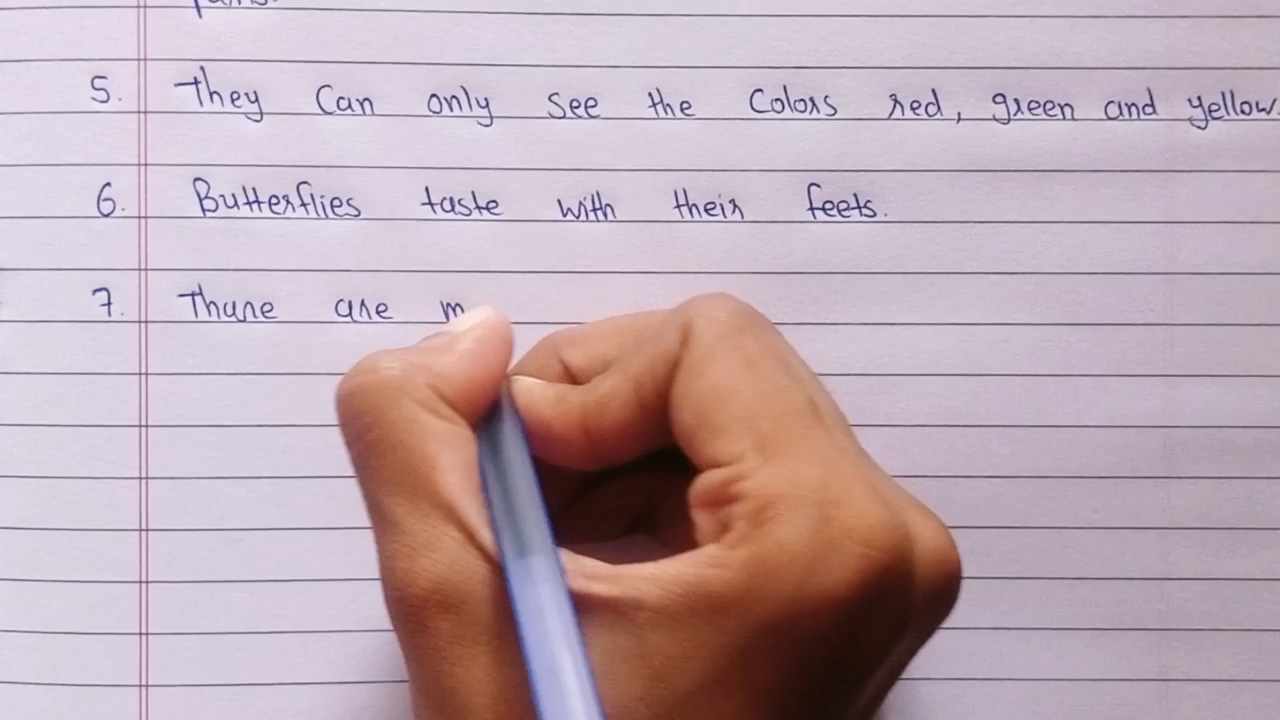 5. They Can only see the Colors red, green and yellow.
6. Butterflies taste with their feets.
7. Thare are m